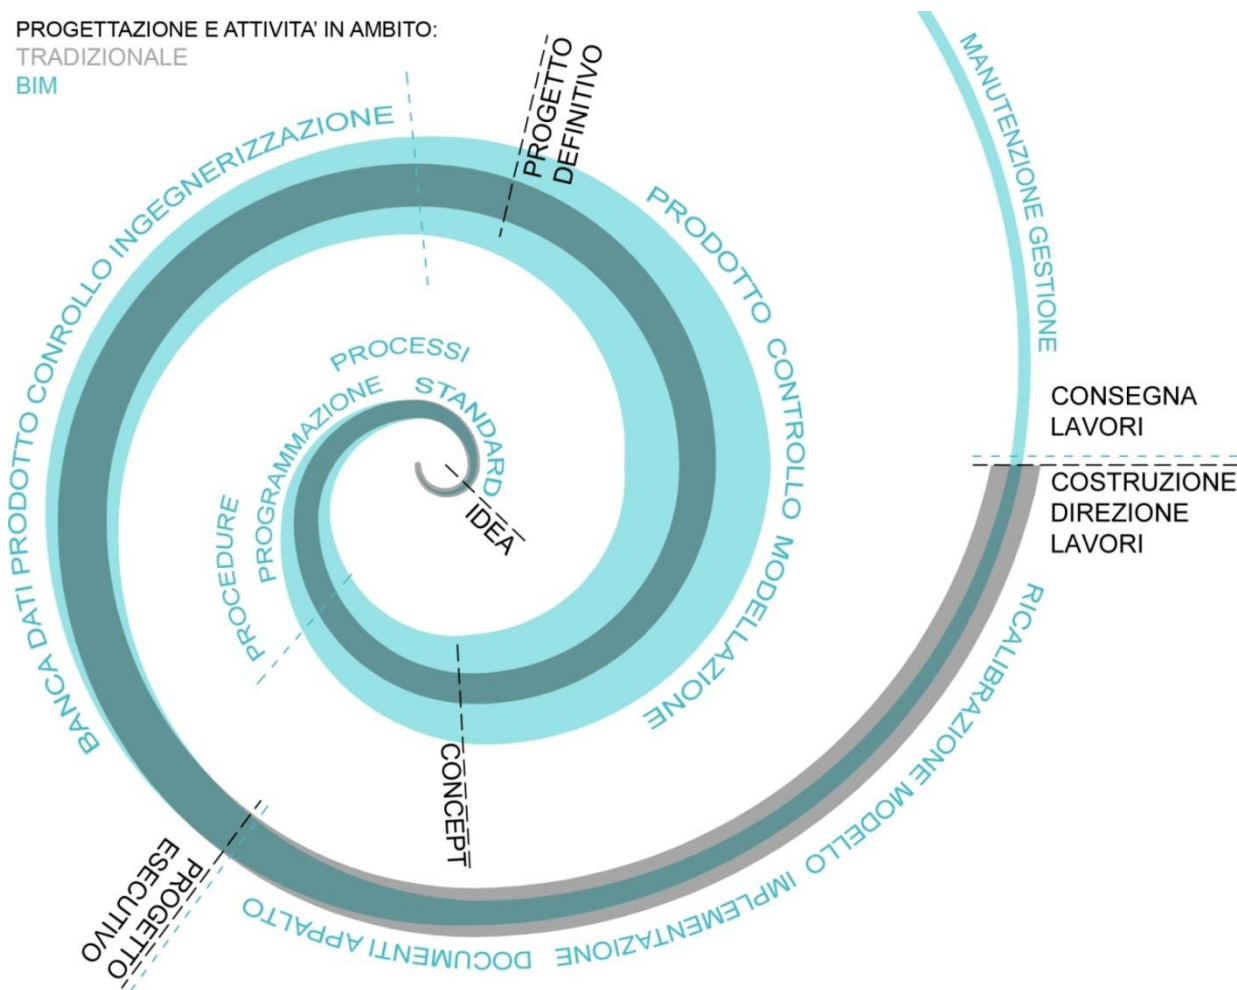 PROGETTAZIONE E ATTIVITA' IN AMBITO:
TRADIZIONALE
BIM
IDEA
STANDARD
PROCESSI
PROGRAMMAZIONE
PROCEDURE
CONCEPT
PRODOTTO CONTROLLO MODELLAZIONE
PROGETTO
DEFINITIVO
BANCA DATI PRODOTTO CONROLLO INGEGNERIZZAZIONE
PROGETTO
ESECUTIVO
RICALIBRAZIONE MODELLO IMPLEMENTAZIONE DOCUMENTI APPALTO
COSTRUZIONE
DIREZIONE
LAVORI
CONSEGNA
LAVORI
MANUTENZIONE GESTIONE